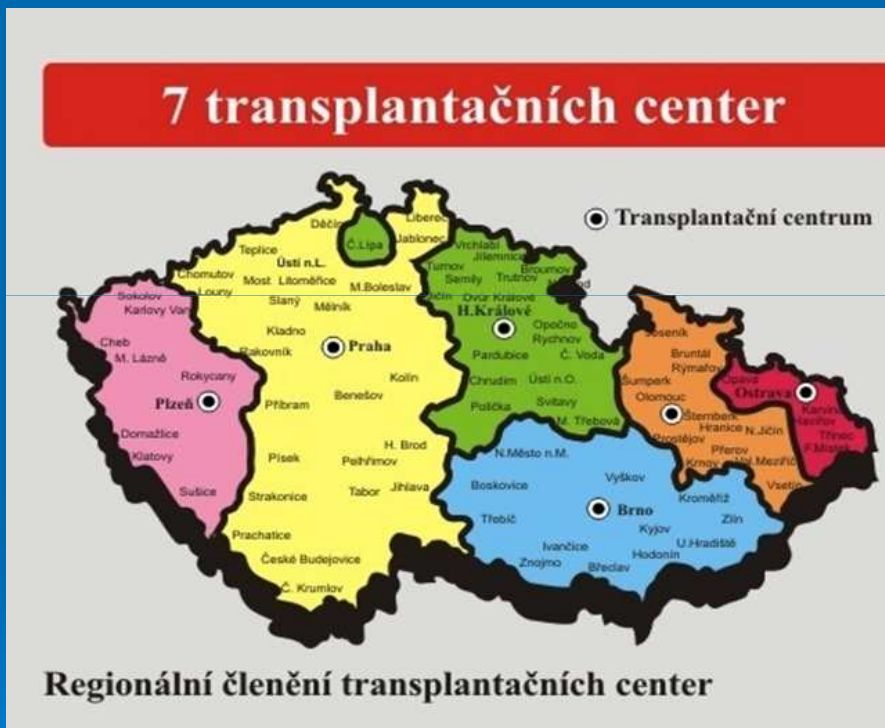 7 transplantačních center
Transplantační centrum
Děčín
Liberec
Teplice
Č.Lípa
Jablonec
Vrchlabí
Jilemnice
Ústí n.L.
Turnov
Broumov
Chomutov
Most
Litoměřice
Semily
Trutnov
Louny
M.Boleslav
Sokolov
Slaný
Mělník
Dvůr Králové
Karlovy Vary
H.Králové
Kladno
Opočno
Jeseník
Cheb
Praha
Rychnov
Rakovník
M. Lázně
Pardubice
Č. Voda
Bruntál
Rýmařov
Rokycany
Kolín
Chrudim
Ústí n.O.
Šumperk
Opava
Plzeň
Benešov
Olomouc
Ostrava
Příbram
Polička
Svitavy
Karviná
M. Třebová
Šternberk
Havířov
Domažlice
Hranice
N.Jičín
Prostějov
Třinec
H. Brod
Přerov
F.Místek
Klatovy
Písek
Pelhřimov
N.Město n.M.
Krnov
Val.Meziříč
Vyškov
Sušice
Strakonice
Tabor
Jihlava
Boskovice
Vsetín
Kroměříž
Brno
Třebíč
Zlín
Prachatice
Kyjov
U.Hradiště
Ivančice
Hodonín
České Budejovice
Znojmo
Břeclav
Č. Krumlov
Regionální členění transplantačních center